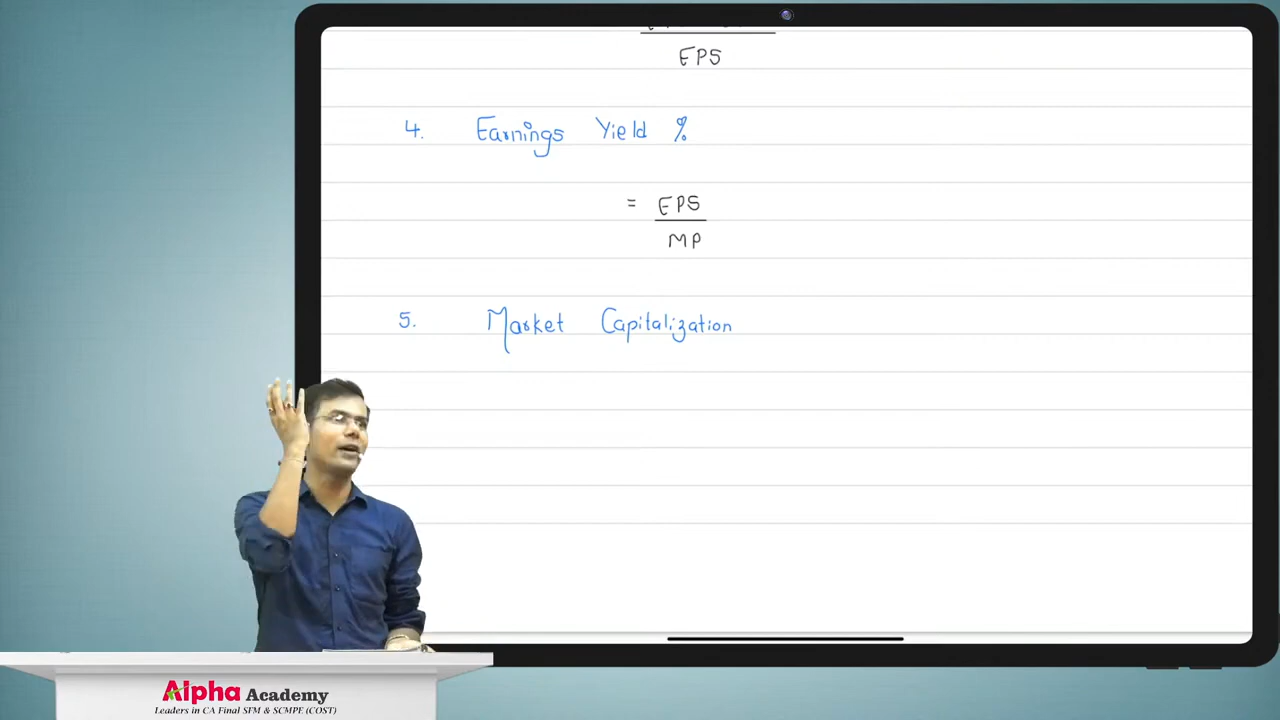 EPS
4. Earnings Yield %
= EPS
MP
5. Market Capitalization
Alpha Academy
Leaders in CA Final SFM & SCMPE (COST)